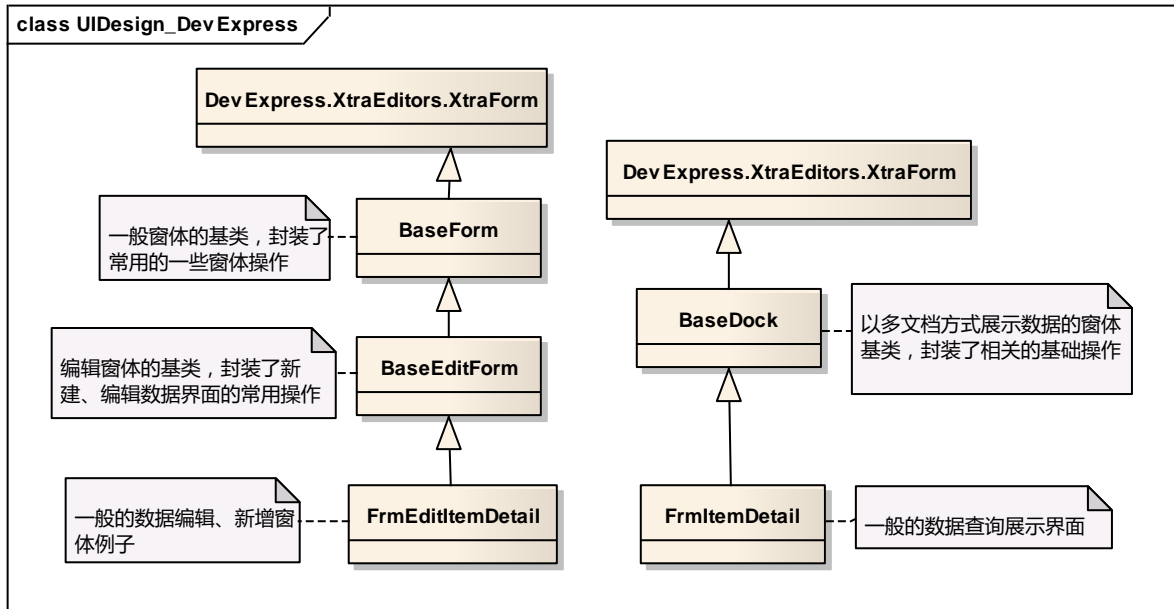 class UIDesign_DevExpress
DevExpress.XtraEditors.XtraForm
一般窗体的基类，封装了
常用的一些窗体操作
BaseForm
编辑窗体的基类，封装了新
建、编辑数据界面的常用操作
BaseEditForm
一般的数据编辑、新增窗
体例子
FrmEditItemDetail
DevExpress.XtraEditors.XtraForm
BaseDock
以多文档方式展示数据的窗体
基类，封装了相关的基础操作
FrmItemDetail
一般的数据查询展示界面